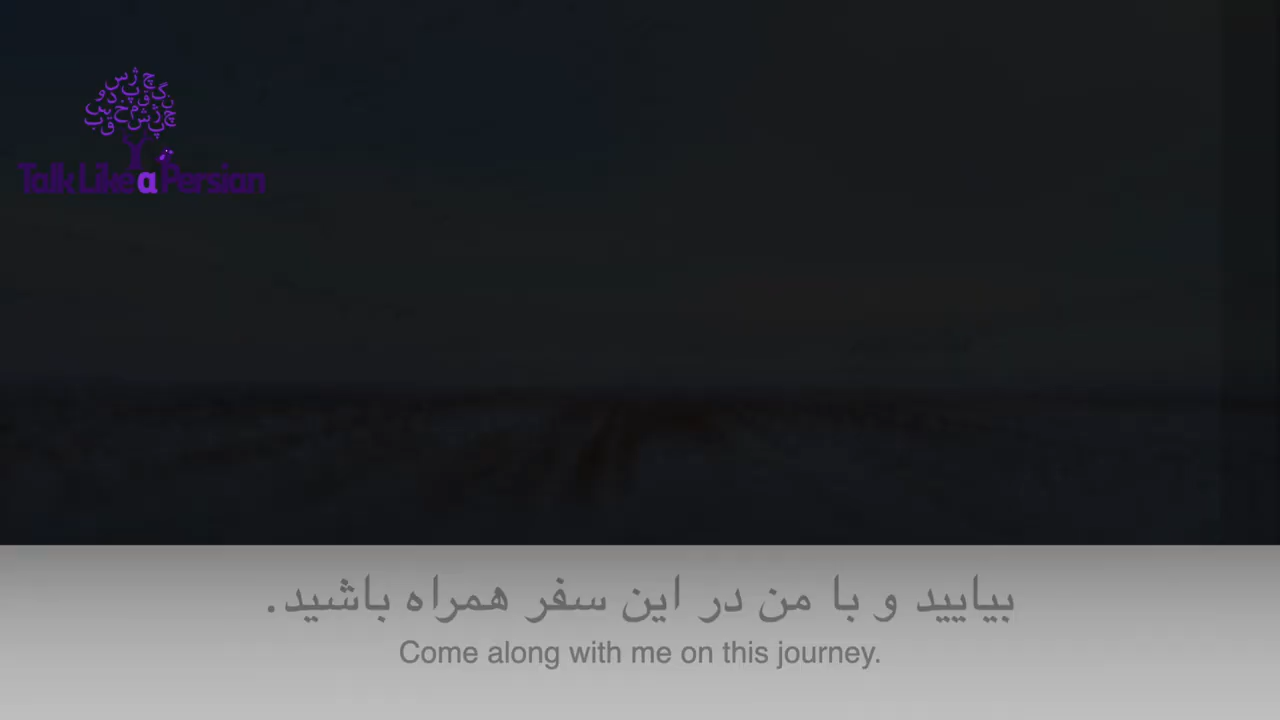 Talk Like a Persian
بیایید و با من در این سفر همراه باشید.
Come along with me on this journey.